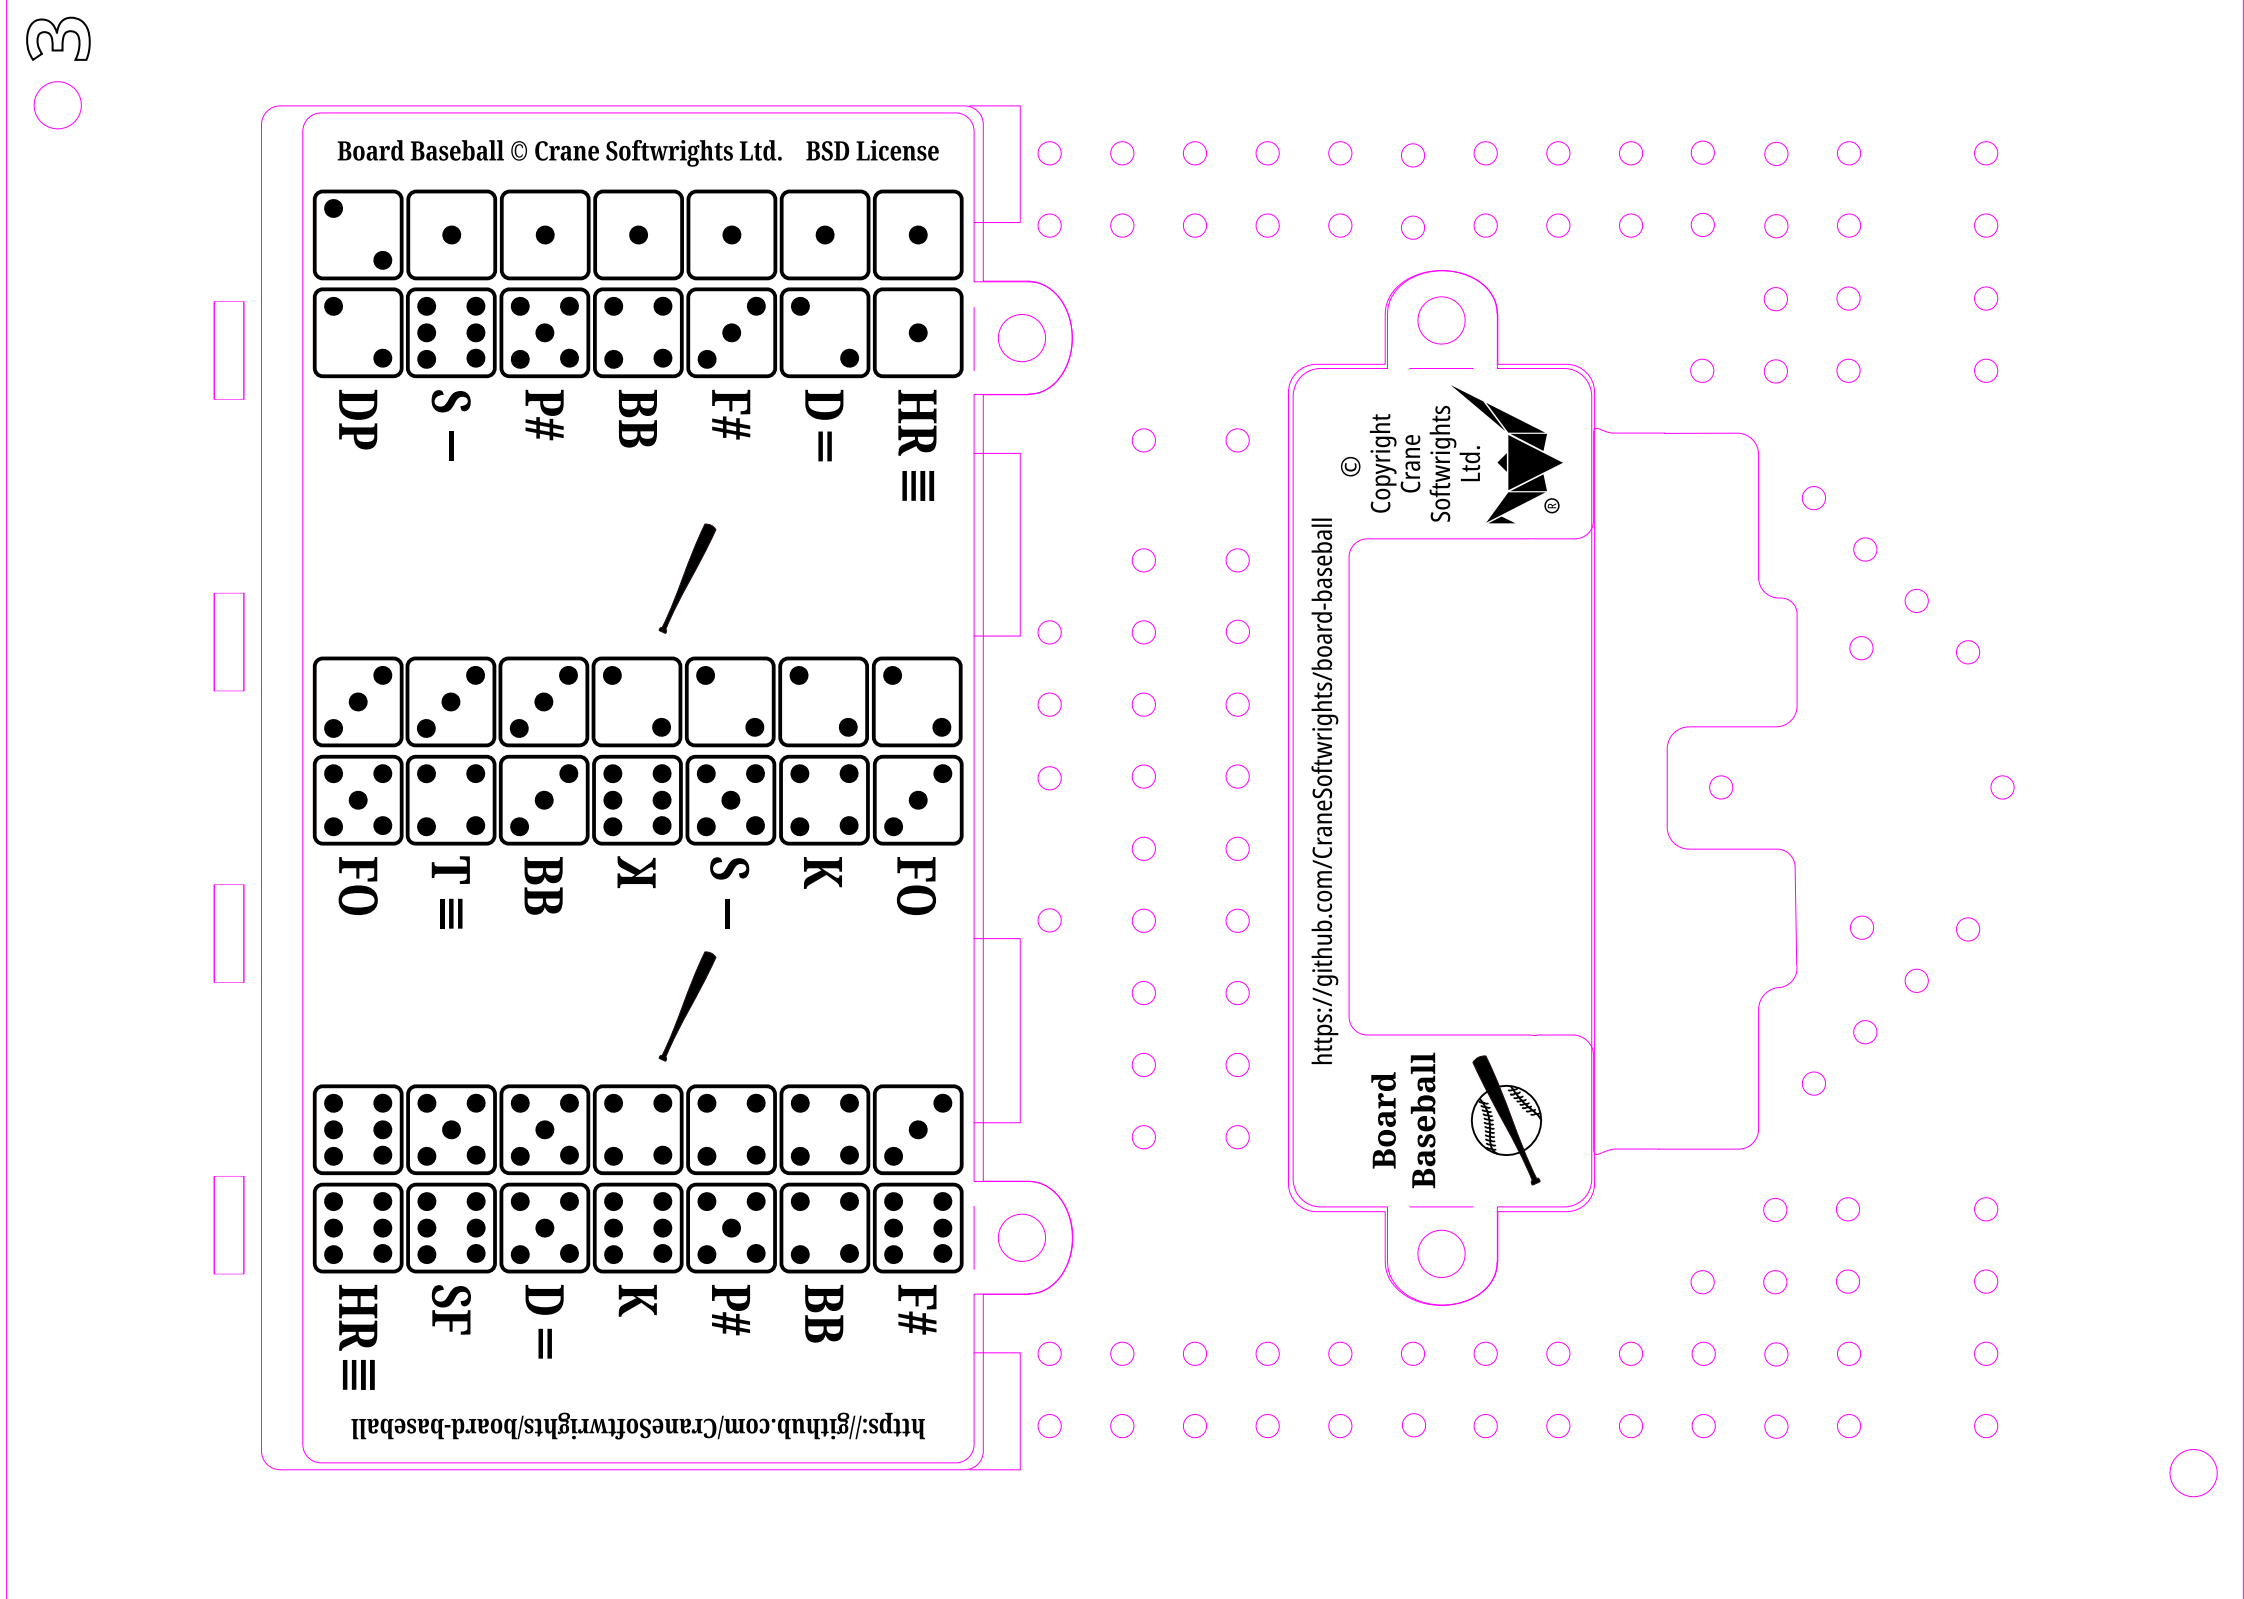 3
Board Baseball © Crane Softwrights Ltd. BSD License
HR ≣
D =
F#
BB
P#
S –
DP
FO
K
S –
ꓘ
BB
T ≡
FO
F#
BB
P#
K
D =
SF
HR ≣
https://github.com/CraneSoftwrights/board-baseball
https://github.com/CraneSoftwrights/board-baseball
©
Copyright
Crane
Softwrights
Ltd.
®
Board
Baseball